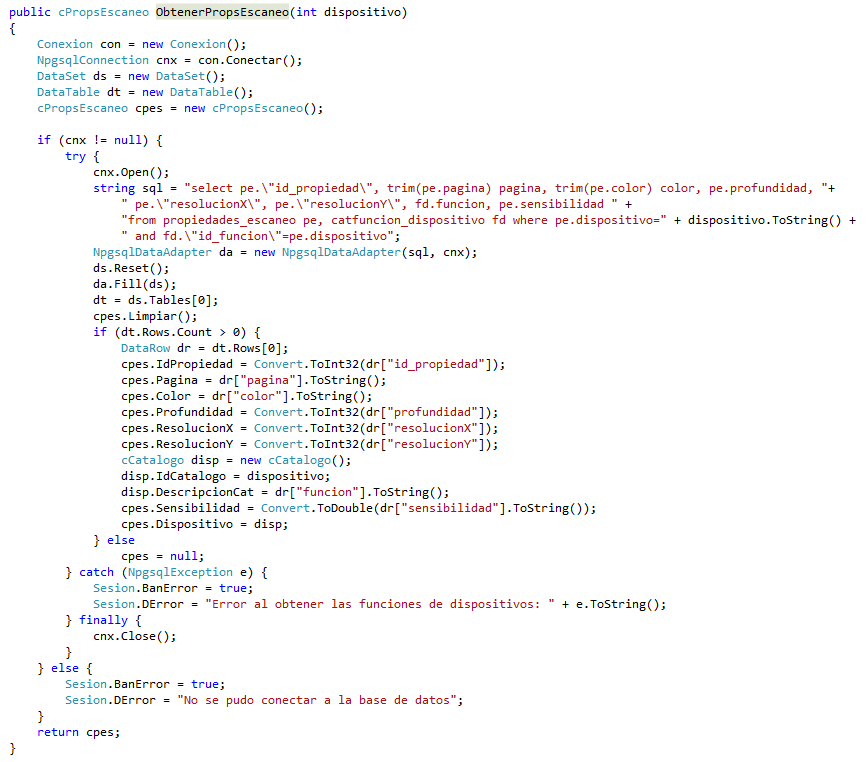 public cPropsEscaneo ObtenerPropsEscaneo(int dispositivo)
{
    Conexion con = new Conexion();
    NpgsqlConnection cnx = con.Conectar();
    DataSet ds = new DataSet();
    DataTable dt = new DataTable();
    cPropsEscaneo cpes = new cPropsEscaneo();

    if (cnx != null) {
        try {
            cnx.Open();
            string sql = "select pe.\"id_propiedad\", trim(pe.pagina) pagina, trim(pe.color) color, pe.profundidad, "+
                " pe.\"resolucionX\", pe.\"resolucionY\", fd.funcion, pe.sensibilidad " +
                "from propiedades_escaneo pe, catfuncion_dispositivo fd where pe.dispositivo=" + dispositivo.ToString() +
                " and fd.\"id_funcion\"=pe.dispositivo";
            NpgsqlDataAdapter da = new NpgsqlDataAdapter(sql, cnx);
            ds.Reset();
            da.Fill(ds);
            dt = ds.Tables[0];
            cpes.Limpiar();
            if (dt.Rows.Count > 0) {
                DataRow dr = dt.Rows[0];
                cpes.IdPropiedad = Convert.ToInt32(dr["id_propiedad"]);
                cpes.Pagina = dr["pagina"].ToString();
                cpes.Color = dr["color"].ToString();
                cpes.Profundidad = Convert.ToInt32(dr["profundidad"]);
                cpes.ResolucionX = Convert.ToInt32(dr["resolucionX"]);
                cpes.ResolucionY = Convert.ToInt32(dr["resolucionY"]);
                cCatalogo disp = new cCatalogo();
                disp.IdCatalogo = dispositivo;
                disp.DescripcionCat = dr["funcion"].ToString();
                cpes.Sensibilidad = Convert.ToDouble(dr["sensibilidad"].ToString());
                cpes.Dispositivo = disp;
            } else
                cpes = null;
        } catch (NpgsqlException e) {
            Sesion.BanError = true;
            Sesion.DError = "Error al obtener las funciones de dispositivos: " + e.ToString();
        } finally {
            cnx.Close();
        }
    } else {
        Sesion.BanError = true;
        Sesion.DError = "No se pudo conectar a la base de datos";
    }
    return cpes;
}